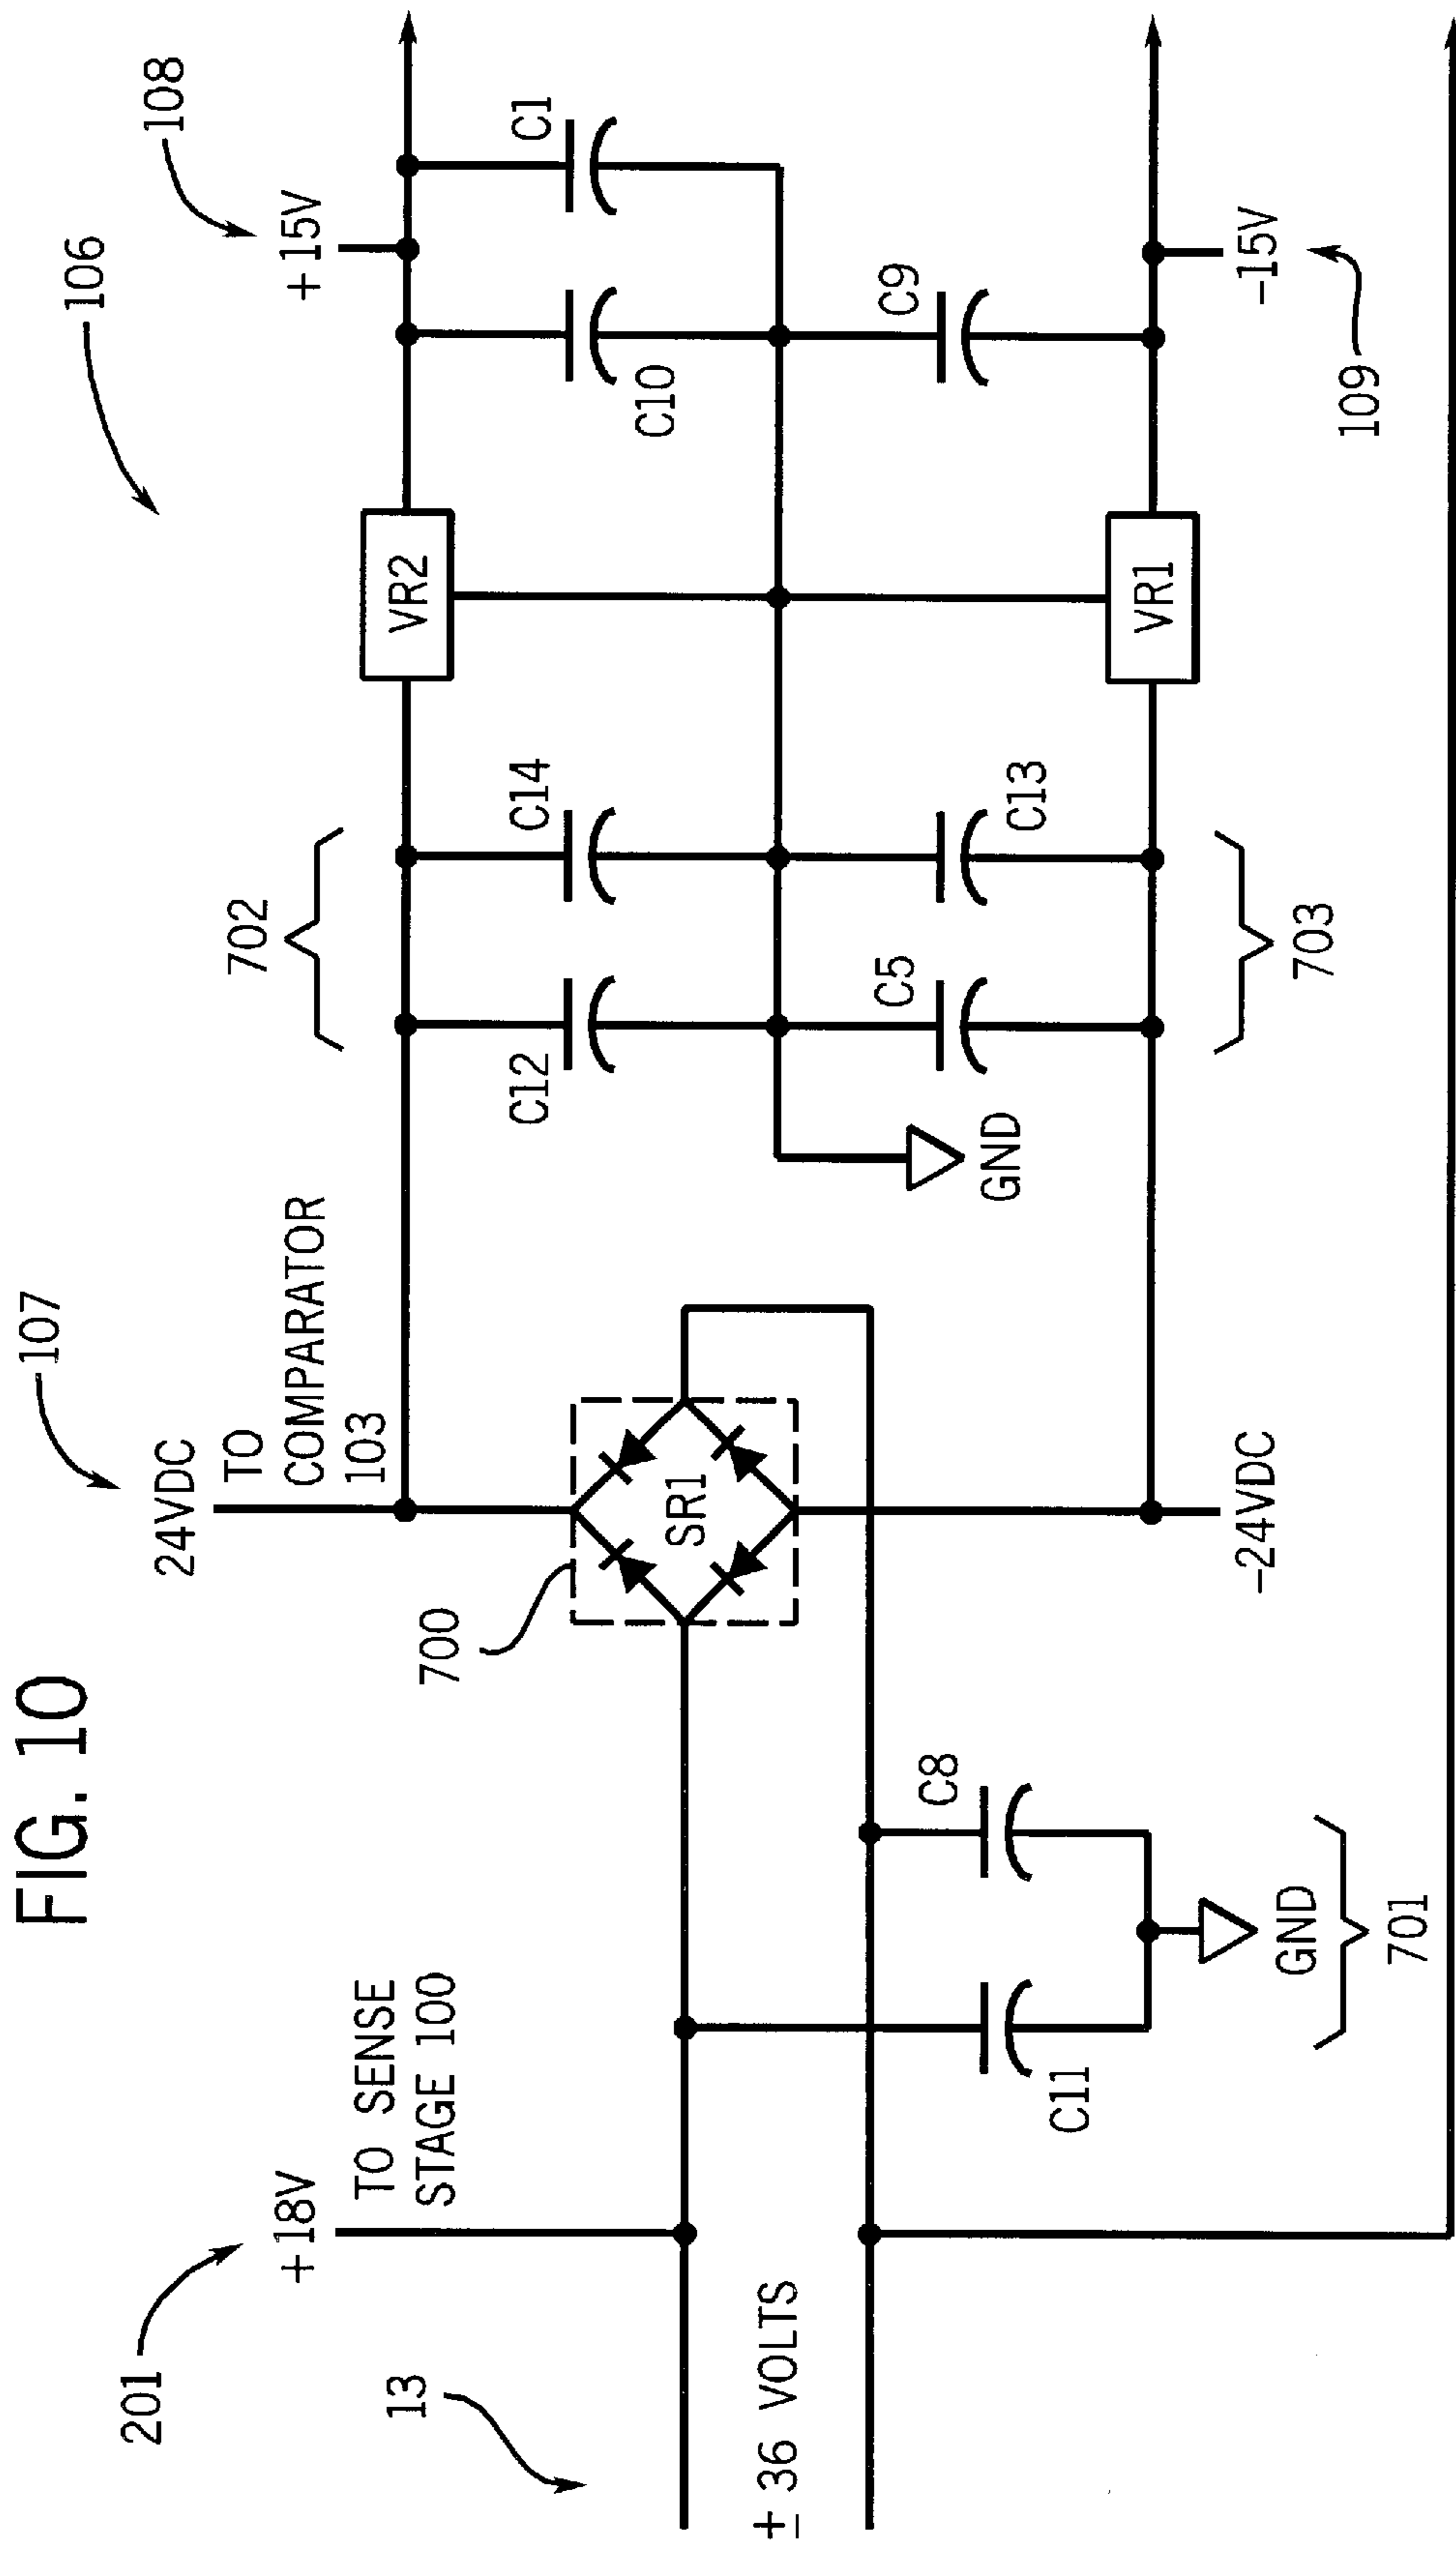 FIG. 10
201
+18V
TO SENSE
STAGE 100
13
± 36 VOLTS
C11
C8
GND
701
107
24VDC
TO
COMPARATOR
103
700
SR1
-24VDC
GND
702
C12
C14
C5
C13
703
106
VR2
VR1
108
+15V
C10
C1
C9
-15V
109